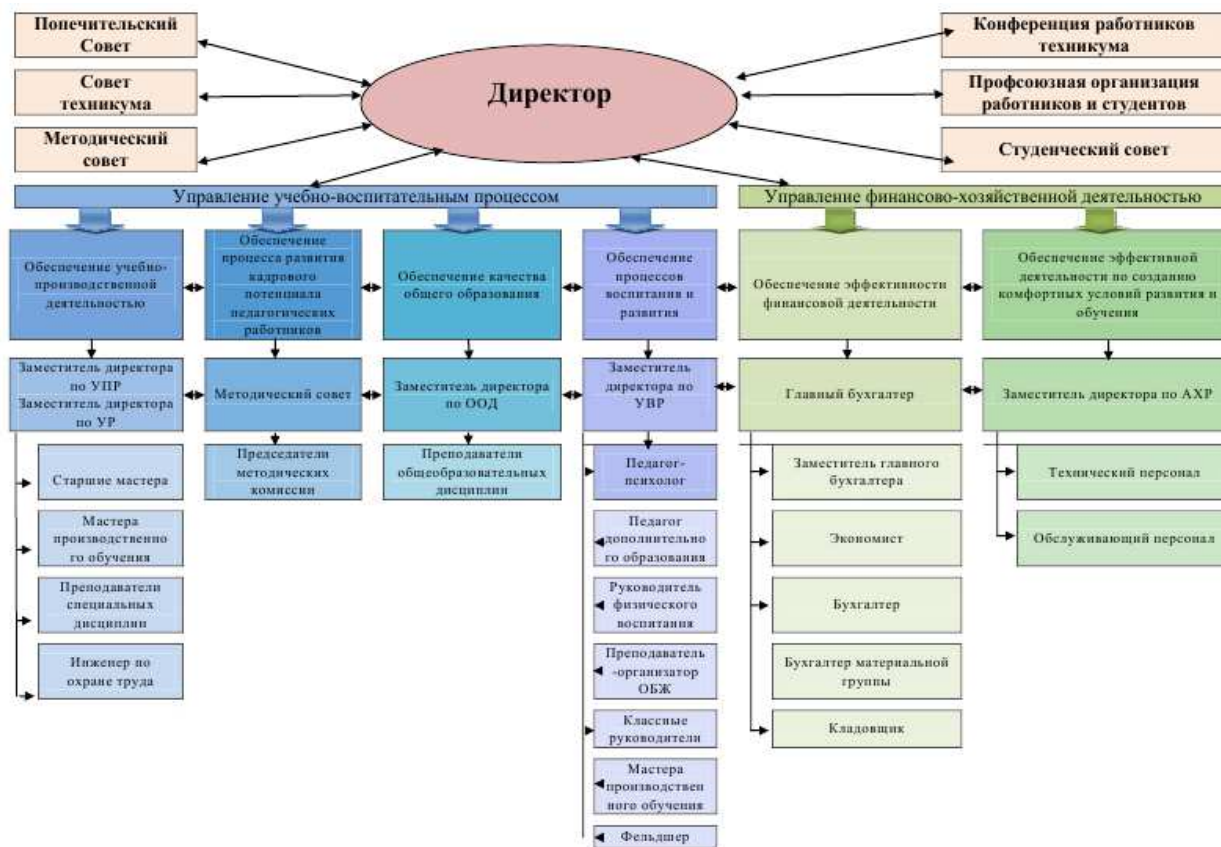 Попечительский
Совет
Совет
техникума
Методический
совет
Директор
Конференция работников
техникума
Профсоюзная организация
работников и студентов
Студенческий совет
Управление учебно-воспитательным процессом
Управление финансово-хозяйственной деятельностью
Обеспечение учебно-
производственной
деятельностью
Обеспечение
процесса развития
кадрового
потенциала
педагогических
работников
Обеспечение качества
общего образования
Обеспечение
процессов
воспитания и
развития
Обеспечение эффективности
финансовой деятельности
Обеспечение эффективной
деятельности по созданию
комфортных условий развития и
обучения
Заместитель директора
по УПР
Заместитель директора
по УР
Методический совет
Заместитель директора
по ООД
Заместитель
директора по
УВР
Главный бухгалтер
Заместитель директора по АХР
Старшие мастера
Мастера
производственно
го обучения
Преподаватели
специальных
дисциплин
Инженер по
охране труда
Председатели
методических
комиссии
Преподаватели
общеобразовательных
дисциплин
Педагог-
психолог
Педагог
дополнительно
го образования
Руководитель
физического
воспитания
Преподаватель
-организатор
ОБЖ
Классные
руководители
Мастера
производствен
ного обучения
Фельдшер
Заместитель главного
бухгалтера
Экономист
Бухгалтер
Бухгалтер материальной
группы
Кладовщик
Технический персонал
Обслуживающий персонал